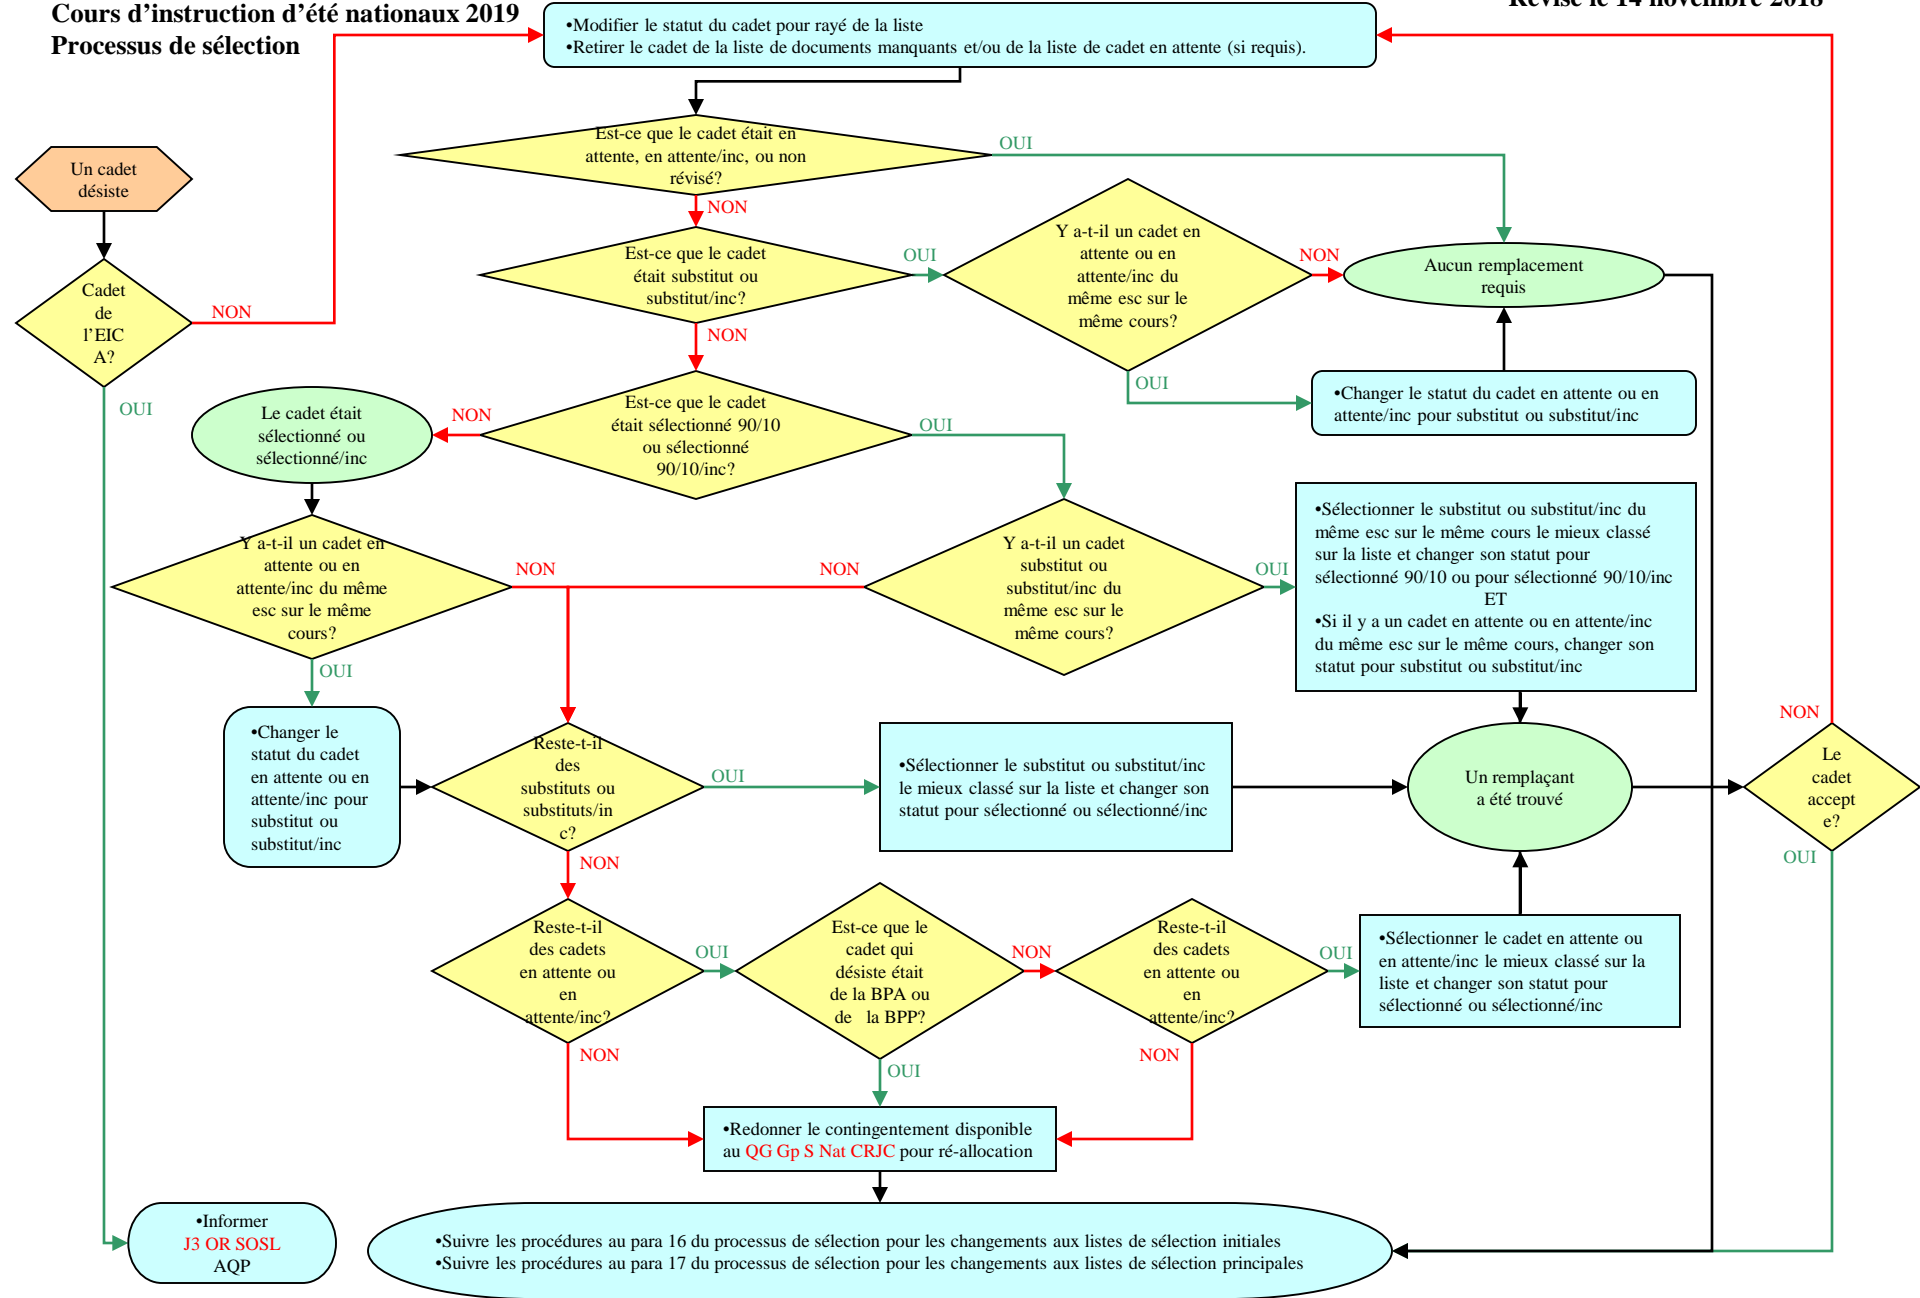 Cours d’instruction d’été nationaux 2019
Processus de sélection
Révisé le 14 novembre 2018
•Modifier le statut du cadet pour rayé de la liste
•Retirer le cadet de la liste de documents manquants et/ou de la liste de cadet en attente (si requis).
Un cadet
désiste
Cadet
de
l’EIC
A?
NON
OUI
Est-ce que le cadet était en
attente, en attente/inc, ou non
révisé?
OUI
NON
Est-ce que le cadet
était substitut ou
substitut/inc?
OUI
NON
Y a-t-il un cadet en
attente ou en
attente/inc du
même esc sur le
même cours?
NON
OUI
Aucun remplacement
requis
•Changer le statut du cadet en attente ou en
attente/inc pour substitut ou substitut/inc
Est-ce que le cadet
était sélectionné 90/10
ou sélectionné
90/10/inc?
NON
OUI
Le cadet était
sélectionné ou
sélectionné/inc
Y a-t-il un cadet en
attente ou en
attente/inc du même
esc sur le même
cours?
NON
OUI
Y a-t-il un cadet
substitut ou
substitut/inc du
même esc sur le
même cours?
NON
OUI
•Sélectionner le substitut ou substitut/inc du
même esc sur le même cours le mieux classé
sur la liste et changer son statut pour
sélectionné 90/10 ou pour sélectionné 90/10/inc
ET
•Si il y a un cadet en attente ou en attente/inc
du même esc sur le même cours, changer son
statut pour substitut ou substitut/inc
•Changer le
statut du cadet
en attente ou en
attente/inc pour
substitut ou
substitut/inc
Reste-t-il
des
substituts ou
substituts/in
c?
OUI
NON
•Sélectionner le substitut ou substitut/inc
le mieux classé sur la liste et changer son
statut pour sélectionné ou sélectionné/inc
Un remplaçant
a été trouvé
NON
Le
cadet
accept
e?
OUI
Reste-t-il
des cadets
en attente ou
en
attente/inc?
OUI
NON
Est-ce que le
cadet qui
désiste était
de la BPA ou
de la BPP?
NON
OUI
Reste-t-il
des cadets
en attente ou
en
attente/inc?
OUI
NON
•Sélectionner le cadet en attente ou
en attente/inc le mieux classé sur la
liste et changer son statut pour
sélectionné ou sélectionné/inc
•Redonner le contingentement disponible
au QG Gp S Nat CRJC pour ré-allocation
•Informer
J3 OR SOSL
AQP
•Suivre les procédures au para 16 du processus de sélection pour les changements aux listes de sélection initiales
•Suivre les procédures au para 17 du processus de sélection pour les changements aux listes de sélection principales